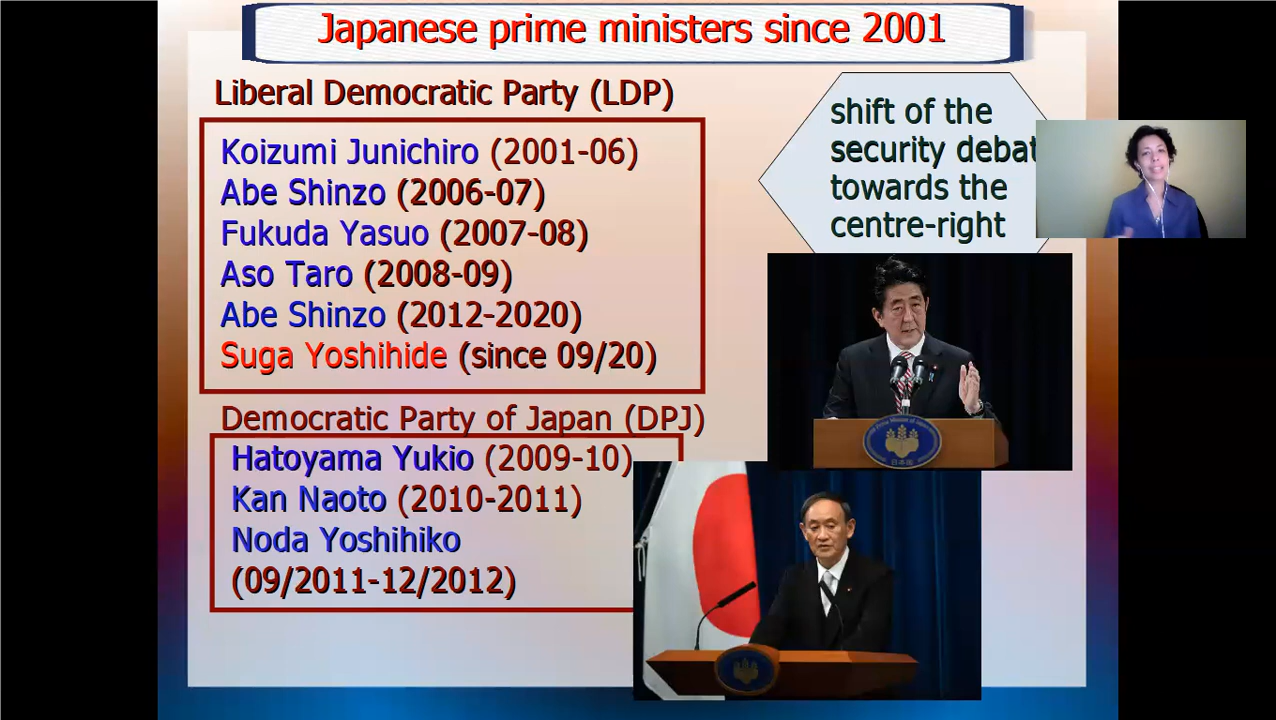 Japanese prime ministers since 2001
Liberal Democratic Party (LDP)
Koizumi Junichiro (2001-06)
Abe Shinzo (2006-07)
Fukuda Yasuo (2007-08)
Aso Taro (2008-09)
Abe Shinzo (2012-2020)
Suga Yoshihide (since 09/20)
Democratic Party of Japan (DPJ)
Hatoyama Yukio (2009-10)
Kan Naoto (2010-2011)
Noda Yoshihiko
(09/2011-12/2012)
shift of the
security debat
towards the
centre-right
日本国